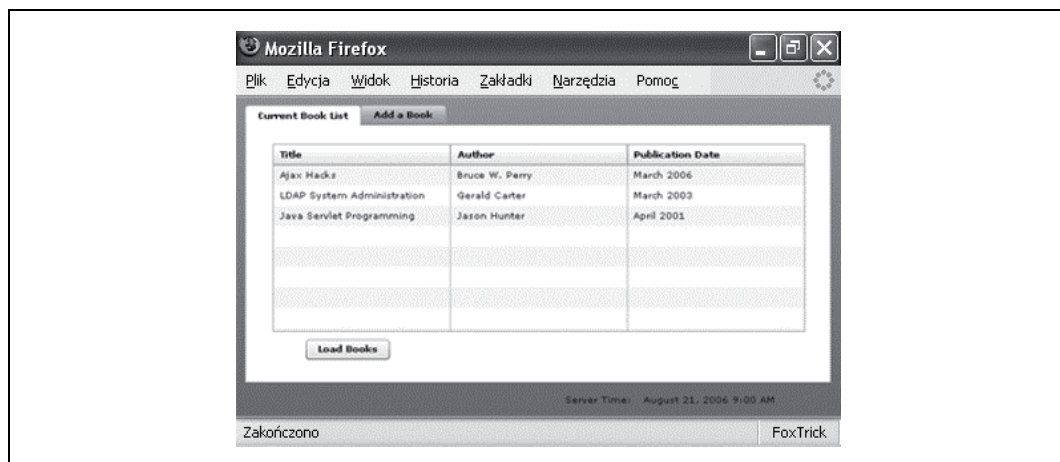 Mozilla Firefox
Plik Edycja Widok Historia Zakładki Narzędzia Pomoc
Current Book List Add a Book
Title Author Publication Date
Ajax Hacks Bruce W. Perry March 2006
LDAP System Administration Gerald Carter March 2003
Java Servlet Programming Jason Hunter April 2001
Load Books
Server Time: August 21, 2006 9:00 AM
Zakończono FoxTrick